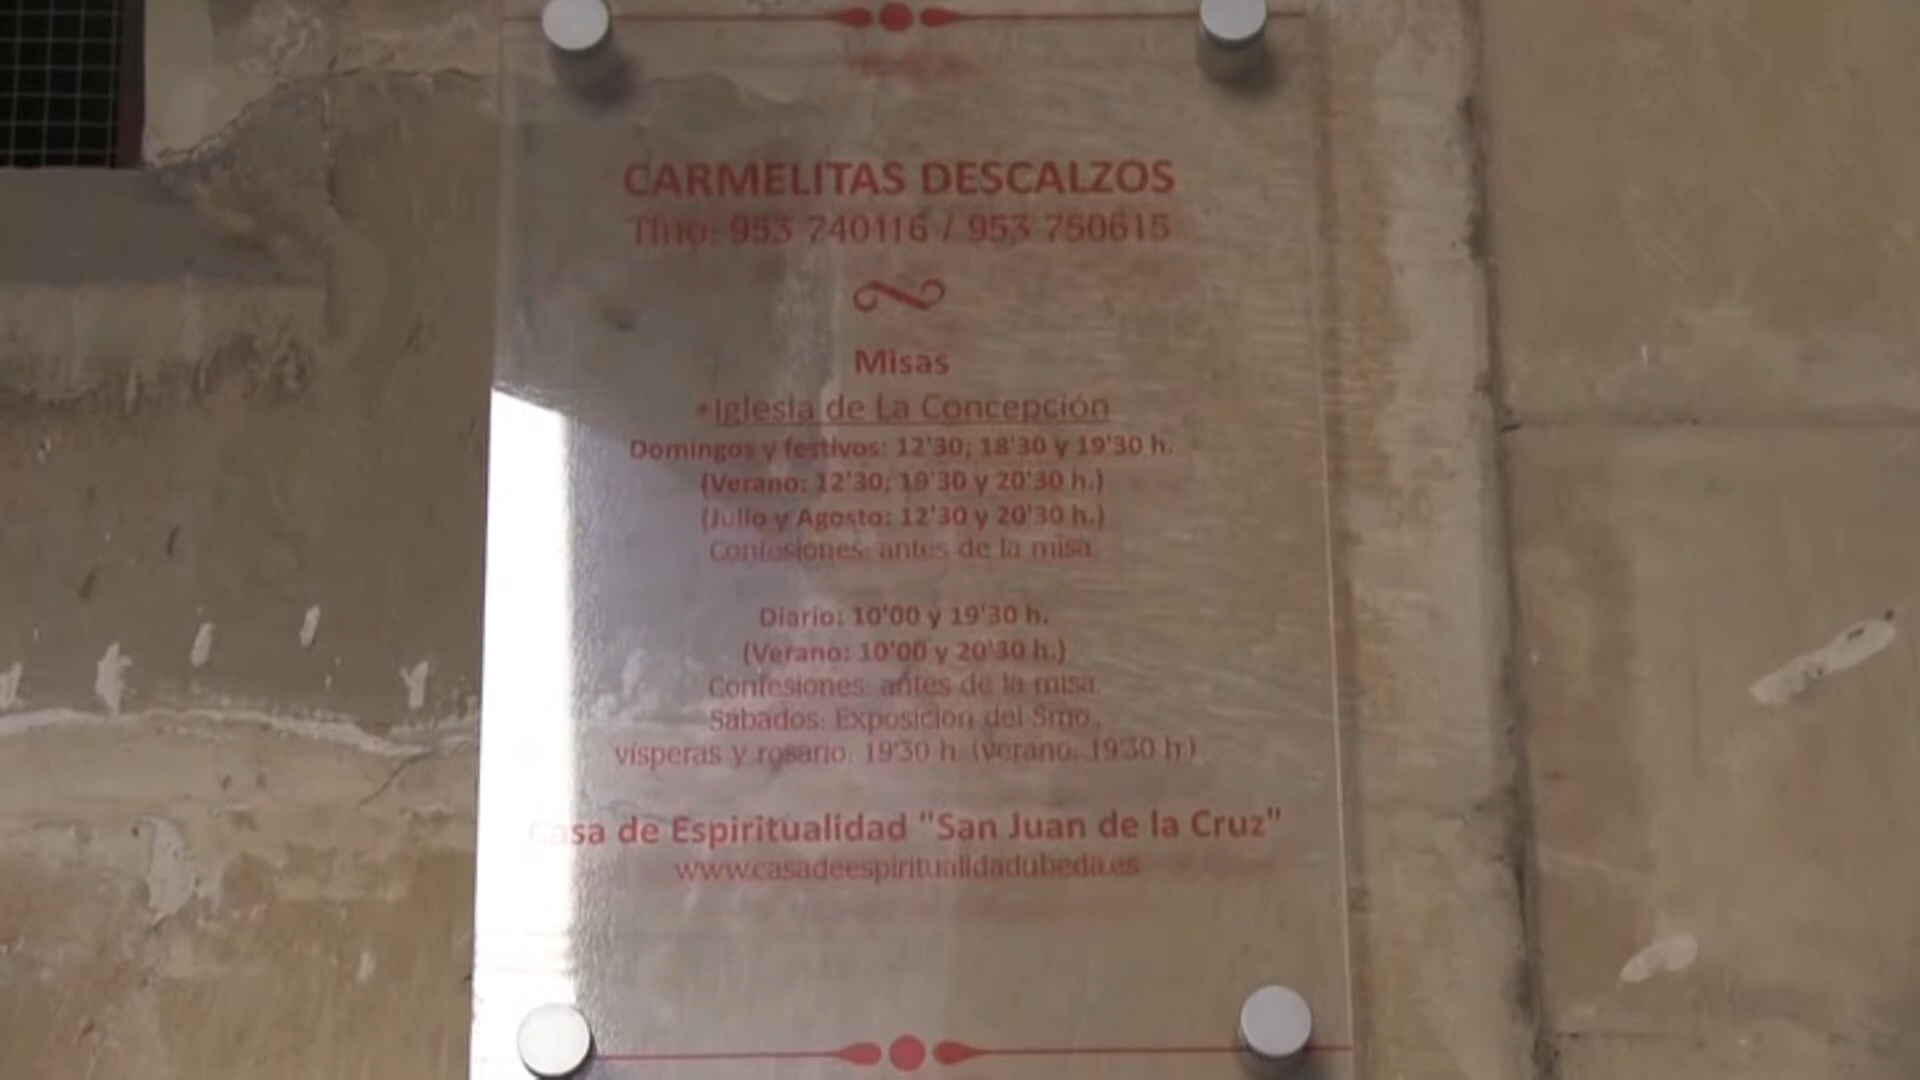 CARMELITAS DESCALZOS
Tfno: 953 740116 / 953 750615
Misas
•Iglesia de La Concepción
Domingos y festivos: 12'30; 18'30 y 19'30 h.
(Verano: 12'30; 19'30 y 20'30 h.)
(Julio y Agosto: 12'30 y 20'30 h.)
Confesiones: antes de la misa.
Diario: 10'00 y 19'30 h.
(Verano: 10'00 y 20'30 h.)
Confesiones: antes de la misa.
Sábados: Exposición del Smo.,
vísperas y rosario: 19'30 h. (verano: 19'30 h.)
Casa de Espiritualidad "San Juan de la Cruz"
www.casadeespiritualidadubeda.es